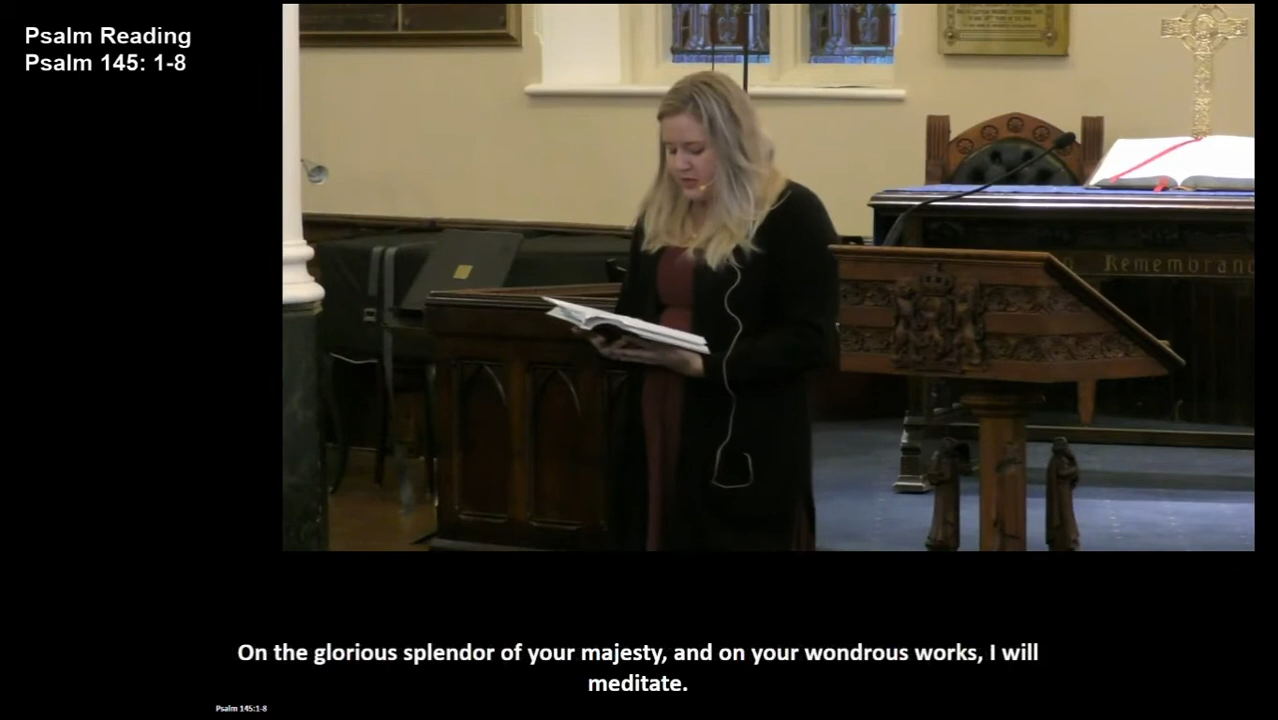 Psalm Reading
Psalm 145: 1-8
Remembranc
On the glorious splendor of your majesty, and on your wondrous works, I will
meditate.
Psalm 145:1-8